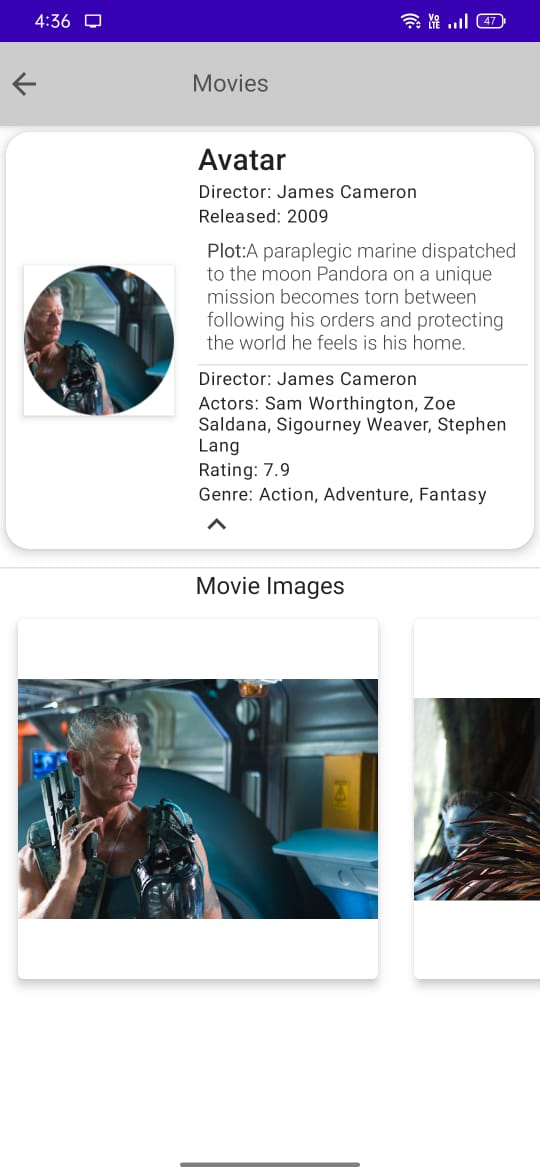 4:36
Vo
LTE
47
Movies
Avatar
Director: James Cameron
Released: 2009
Plot:A paraplegic marine dispatched
to the moon Pandora on a unique
mission becomes torn between
following his orders and protecting
the world he feels is his home.
Director: James Cameron
Actors: Sam Worthington, Zoe
Saldana, Sigourney Weaver, Stephen
Lang
Rating: 7.9
Genre: Action, Adventure, Fantasy
Movie Images